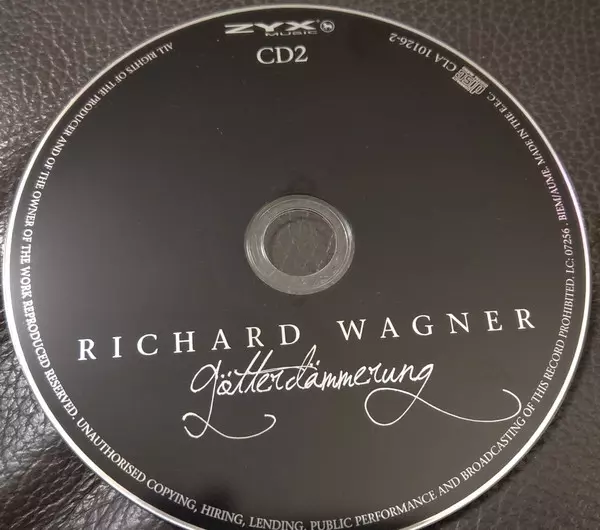 ZYX
MUSIC
CD2
RICHARD WAGNER
götterdämmerung
ALL RIGHTS OF THE PRODUCER AND OF THE OWNER OF THE WORK REPRODUCED RESERVED. UNAUTHORISED COPYING, HIRING, LENDING, PUBLIC PERFORMANCE AND BROADCASTING OF THIS RECORD PROHIBITED. LC: 07256 · BIEM/AUME· MADE IN THE E.E.C.
disc
CLA 10126-2